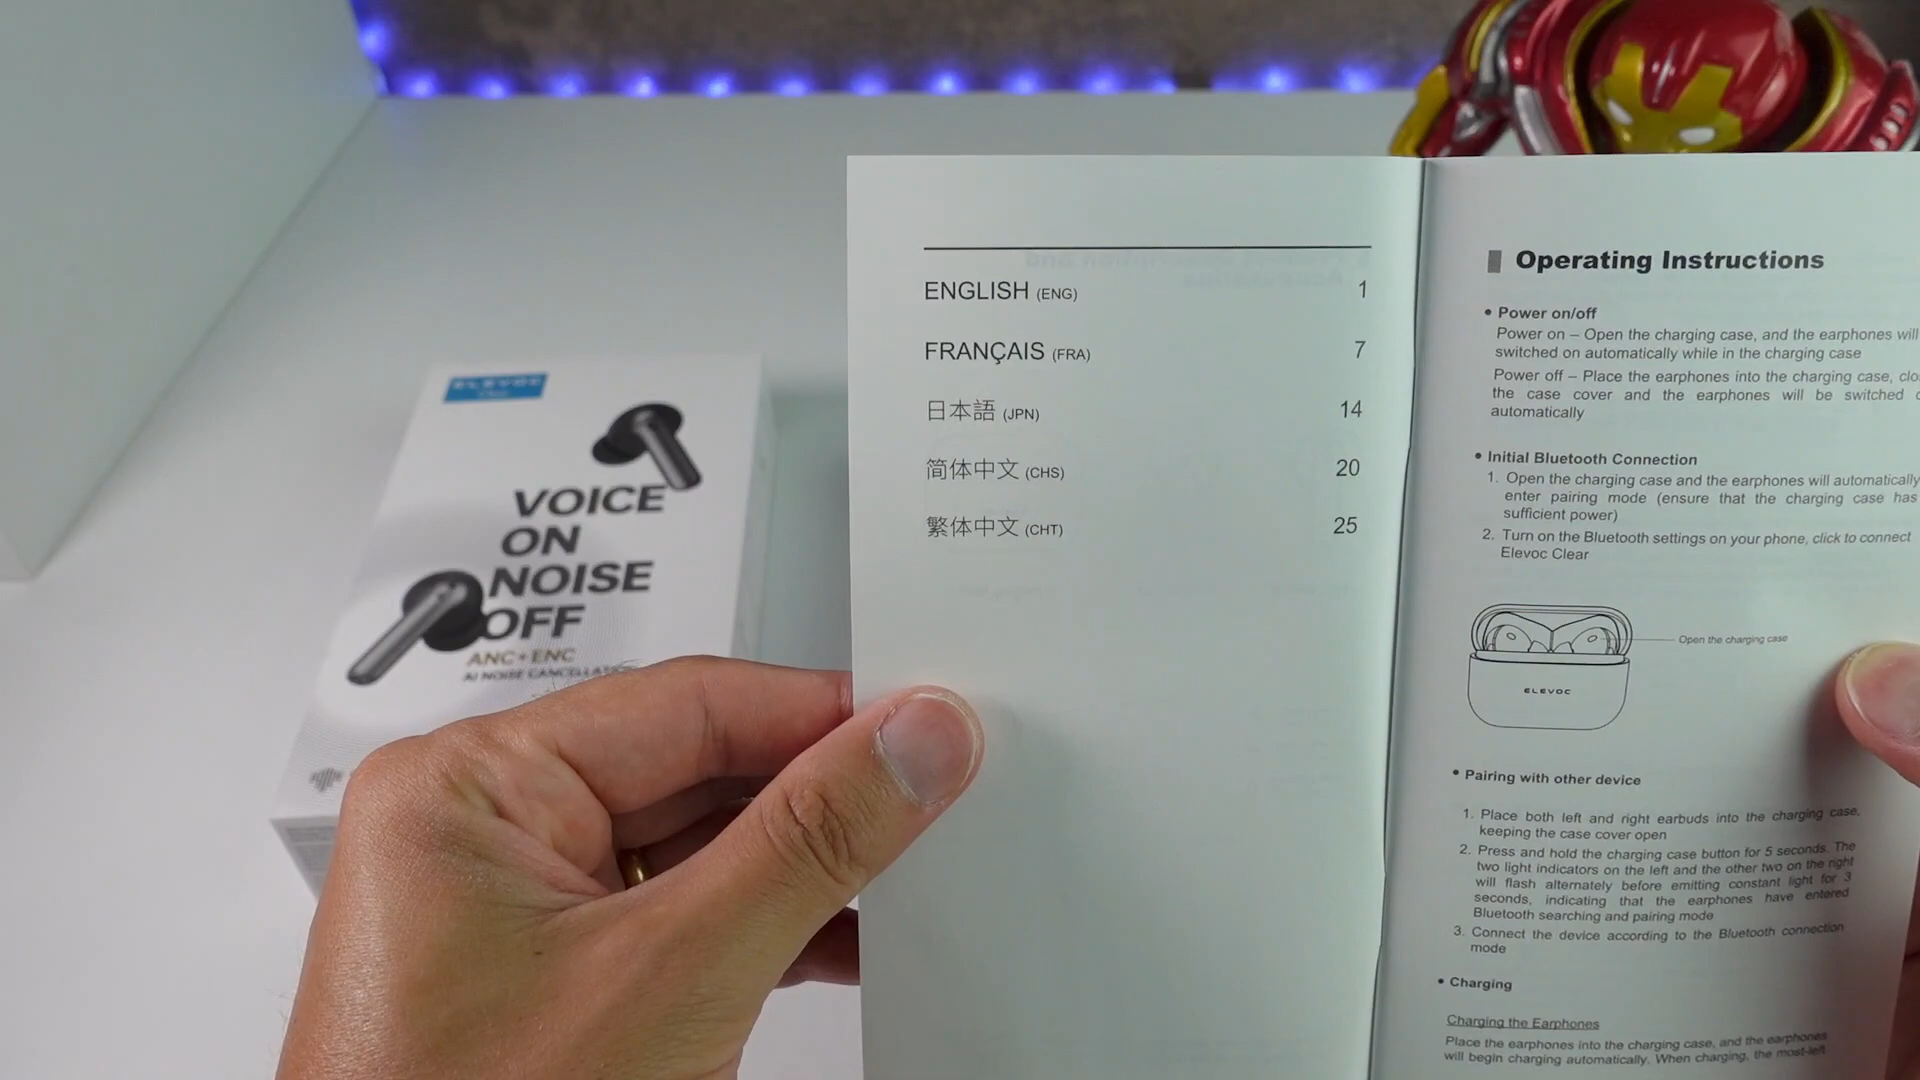 ELEVOC
VOICE
ON
NOISE
OFF
ANC+ENC
AI NOISE
ENGLISH (ENG) 1
FRANÇAIS (FRA) 7
日本語 (JPN) 14
简体中文 (CHS) 20
繁体中文 (CHT) 25
Operating Instructions
• Power on/off
Power on – Open the charging case, and the earphones will
switched on automatically while in the charging case
Power off – Place the earphones into the charging case, clo
the case cover and the earphones will be switched
automatically
• Initial Bluetooth Connection
1. Open the charging case and the earphones will automatically
enter pairing mode (ensure that the charging case has
sufficient power)
2. Turn on the Bluetooth settings on your phone, click to connect
Elevoc Clear
Open the charging case
ELEVOC
• Pairing with other device
1. Place both left and right earbuds into the charging case,
keeping the case cover open
2. Press and hold the charging case button for 5 seconds. The
two light indicators on the left and the other two on the right
will flash alternately before emitting constant light for 3
seconds, indicating that the earphones have entered
Bluetooth searching and pairing mode
3. Connect the device according to the Bluetooth connection
mode
• Charging
Charging the Earphones
Place the earphones into the charging case, and the earphones
will begin charging automatically. When charging, the most-left